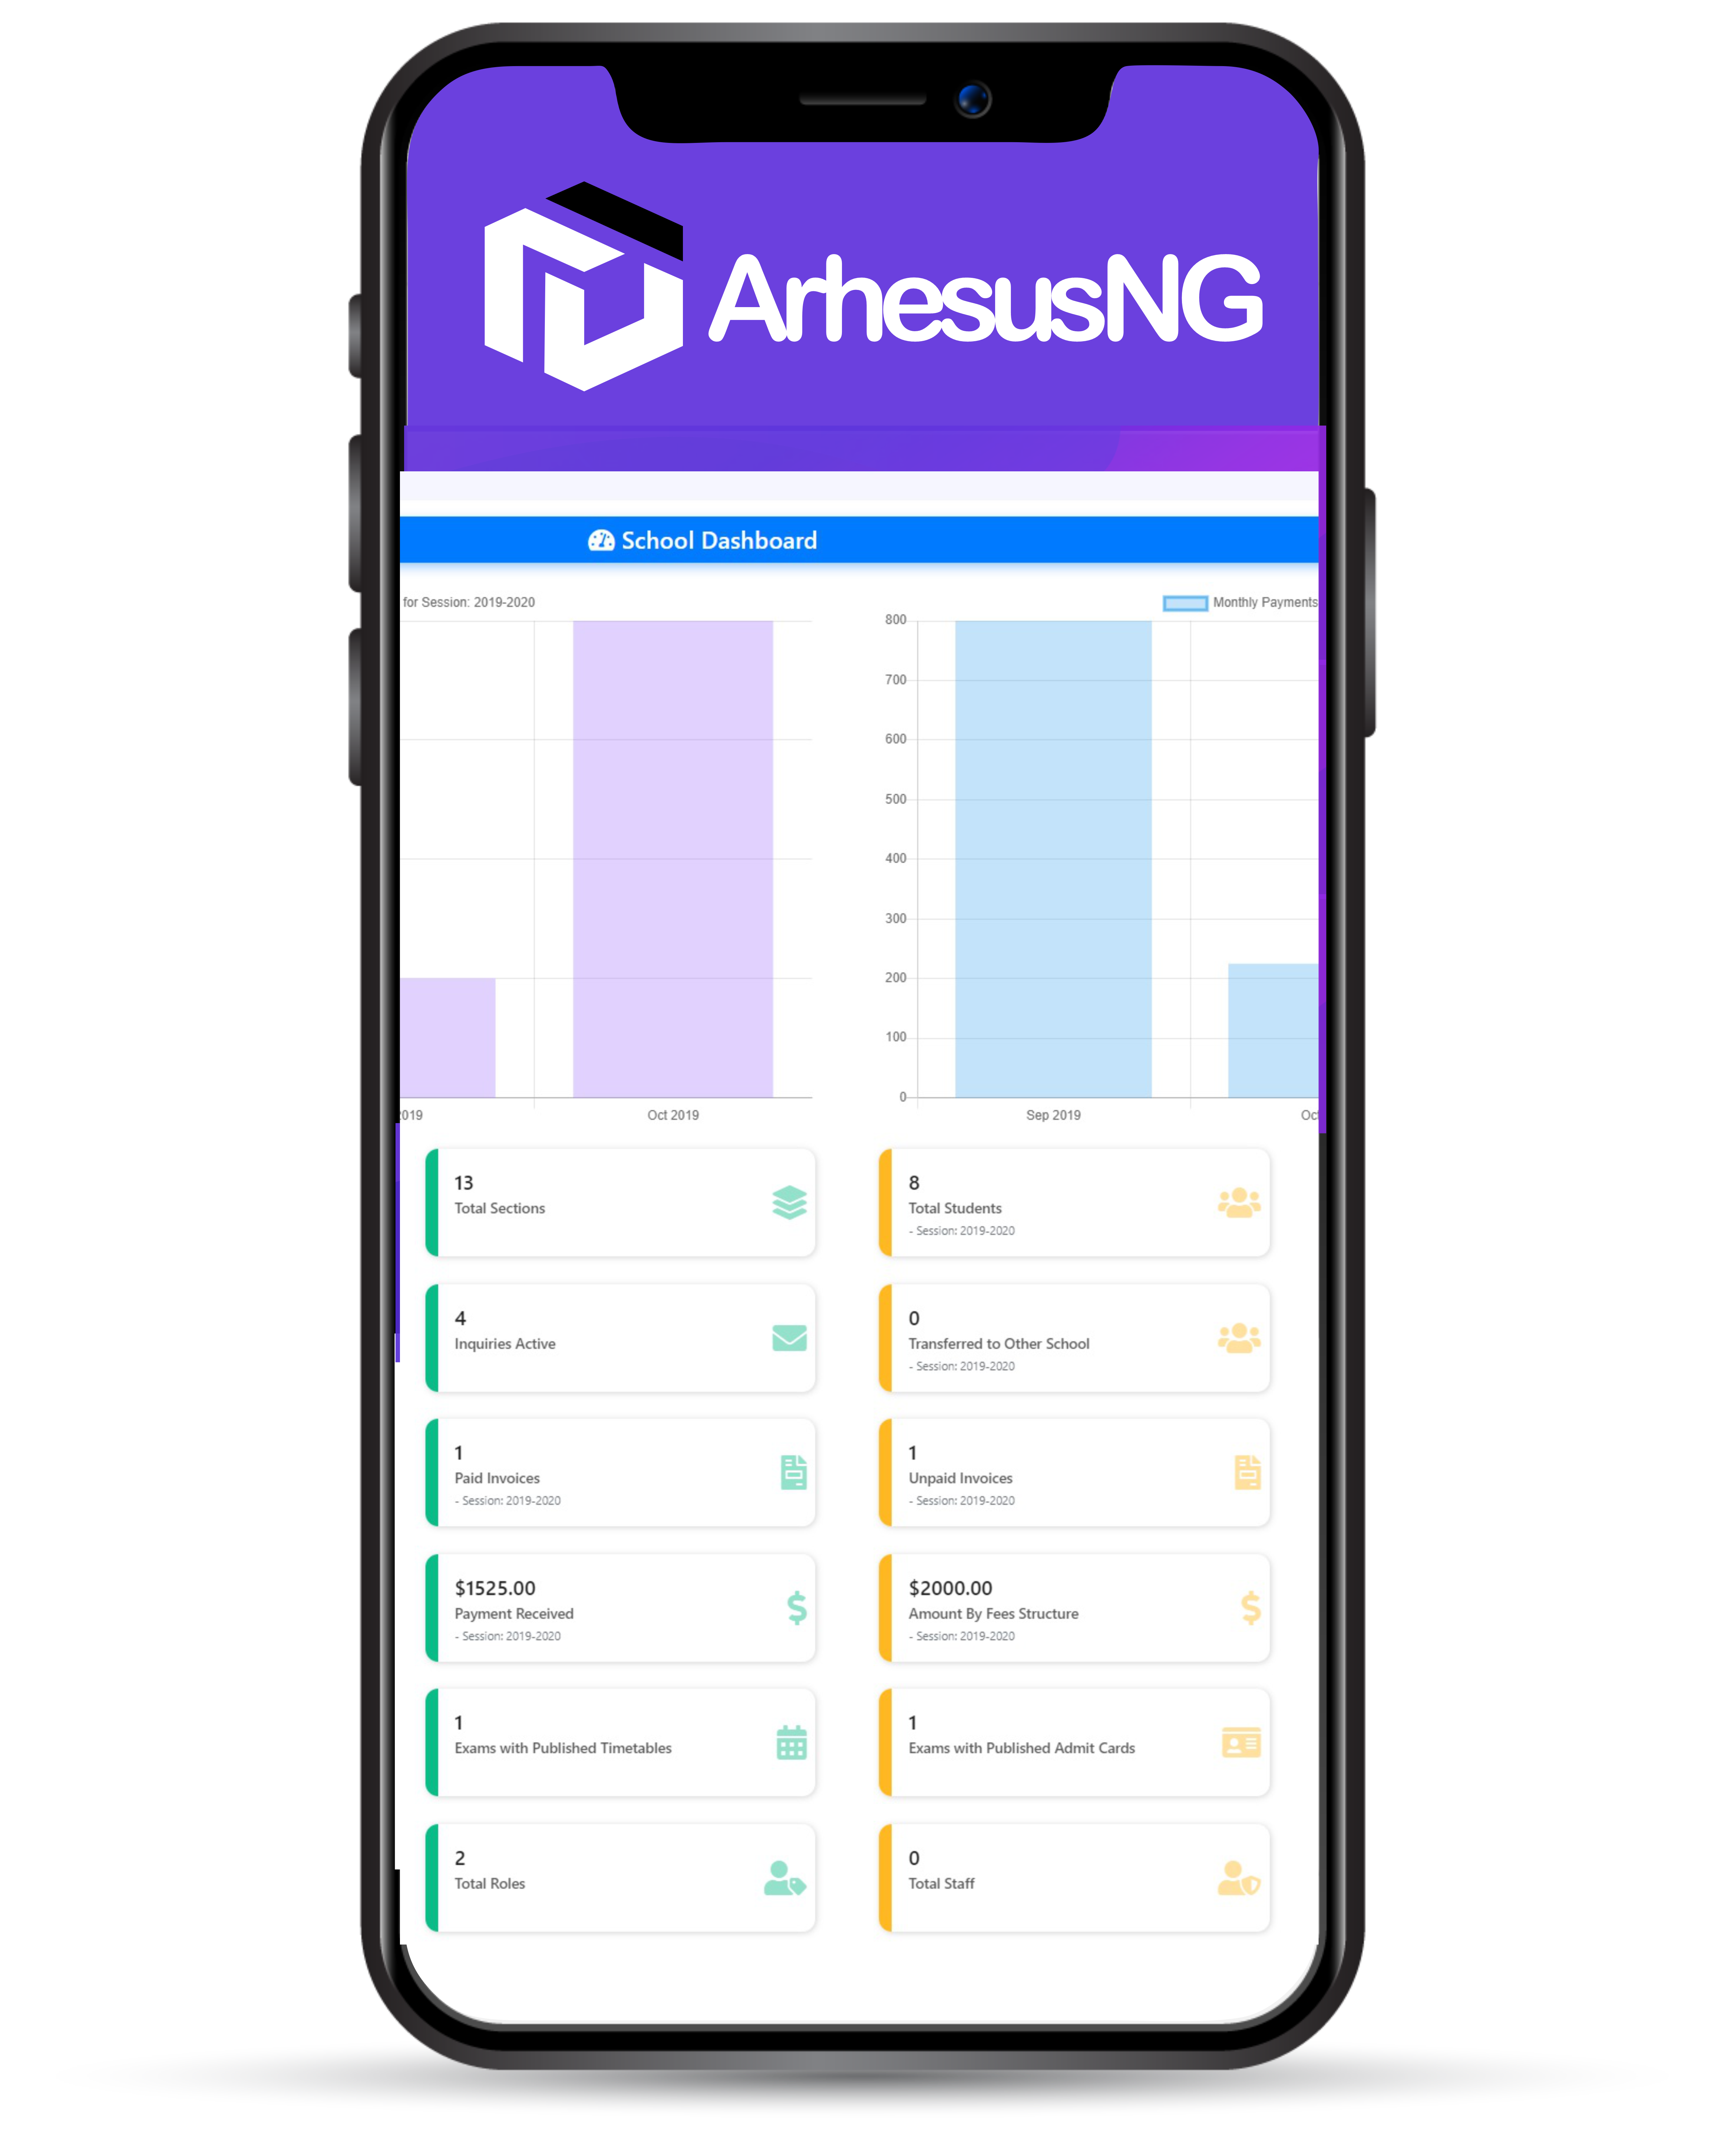 ArhesusNG
School Dashboard
for Session: 2019-2020
Monthly Payments
800
700
600
500
400
300
200
100
0
2019
Oct 2019
Sep 2019
Oct
13
Total Sections
8
Total Students
- Session: 2019-2020
4
Inquiries Active
0
Transferred to Other School
- Session: 2019-2020
1
Paid Invoices
- Session: 2019-2020
1
Unpaid Invoices
- Session: 2019-2020
$1525.00
Payment Received
- Session: 2019-2020
$2000.00
Amount By Fees Structure
- Session: 2019-2020
1
Exams with Published Timetables
1
Exams with Published Admit Cards
2
Total Roles
0
Total Staff